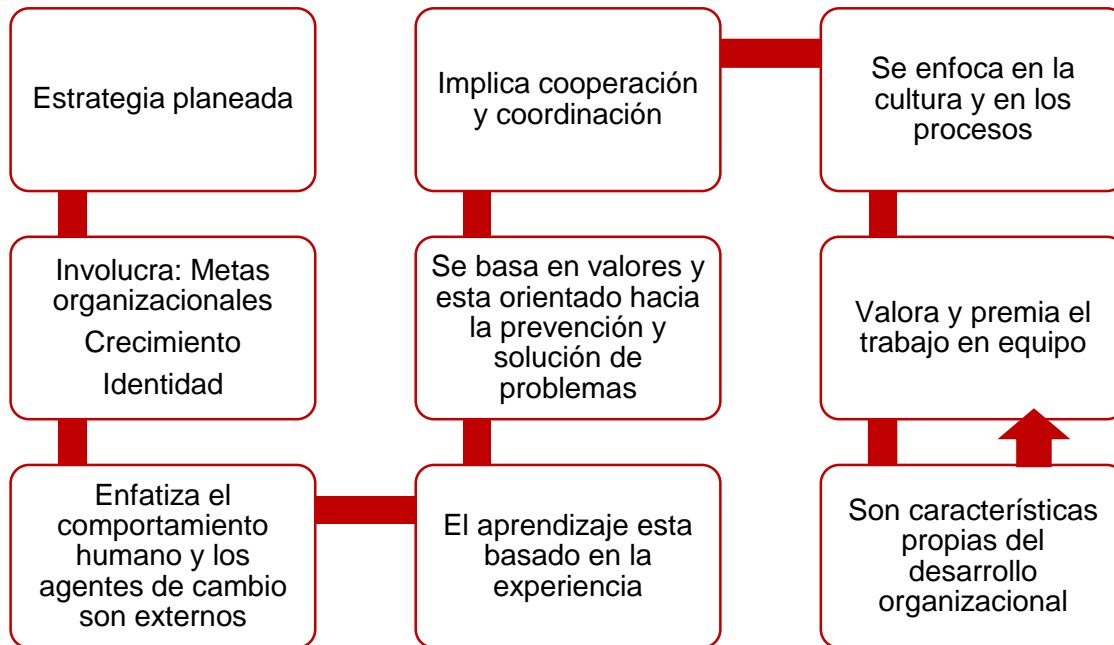 Estrategia planeada
Involucra: Metas
organizacionales
Crecimiento
Identidad
Enfatiza el
comportamiento
humano y los
agentes de cambio
son externos
El aprendizaje esta
basado en la
experiencia
Se basa en valores y
esta orientado hacia
la prevención y
solución de
problemas
Implica cooperación
y coordinación
Se enfoca en la
cultura y en los
procesos
Valora y premia el
trabajo en equipo
Son características
propias del
desarrollo
organizacional